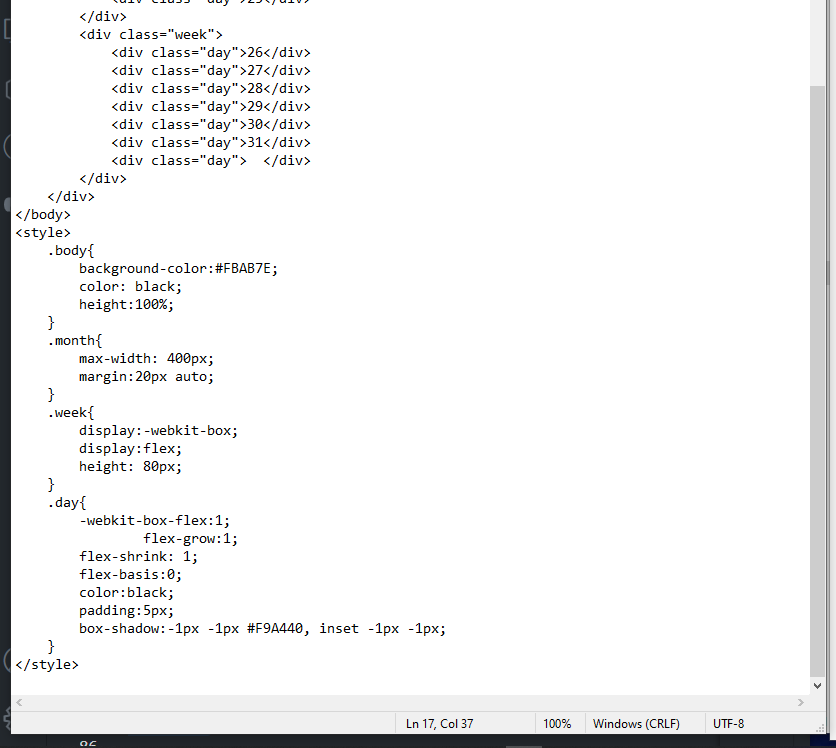 <div class="day">25</div>
        </div>
        <div class="week">
            <div class="day">26</div>
            <div class="day">27</div>
            <div class="day">28</div>
            <div class="day">29</div>
            <div class="day">30</div>
            <div class="day">31</div>
            <div class="day">  </div>
        </div>
    </div>
</body>
<style>
    .body{
        background-color:#FBAB7E;
        color: black;
        height:100%;
    }
    .month{
        max-width: 400px;
        margin:20px auto;
    }
    .week{
        display:-webkit-box;
        display:flex;
        height: 80px;
    }
    .day{
        -webkit-box-flex:1;
                flex-grow:1;
        flex-shrink: 1;
        flex-basis:0;
        color:black;
        padding:5px;
        box-shadow:-1px -1px #F9A440, inset -1px -1px;
    }
</style>
Ln 17, Col 37 100% Windows (CRLF) UTF-8